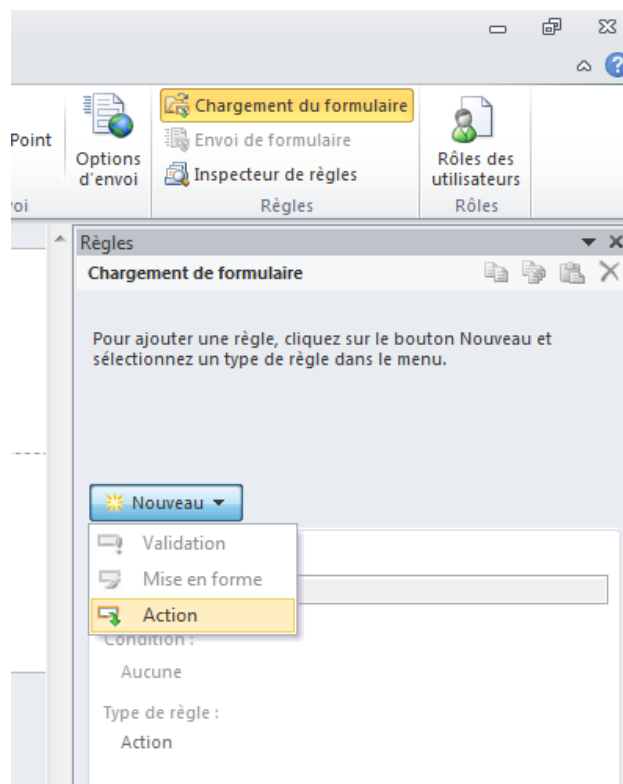 Point
Options
d'envoi
Chargement du formulaire
Envoi de formulaire
Inspecteur de règles
Rôles des
utilisateurs
oi
Règles
Rôles
Règles
Chargement de formulaire
Pour ajouter une règle, cliquez sur le bouton Nouveau et
sélectionnez un type de règle dans le menu.
Nouveau
Validation
Mise en forme
Action
Condition :
Aucune
Type de règle :
Action